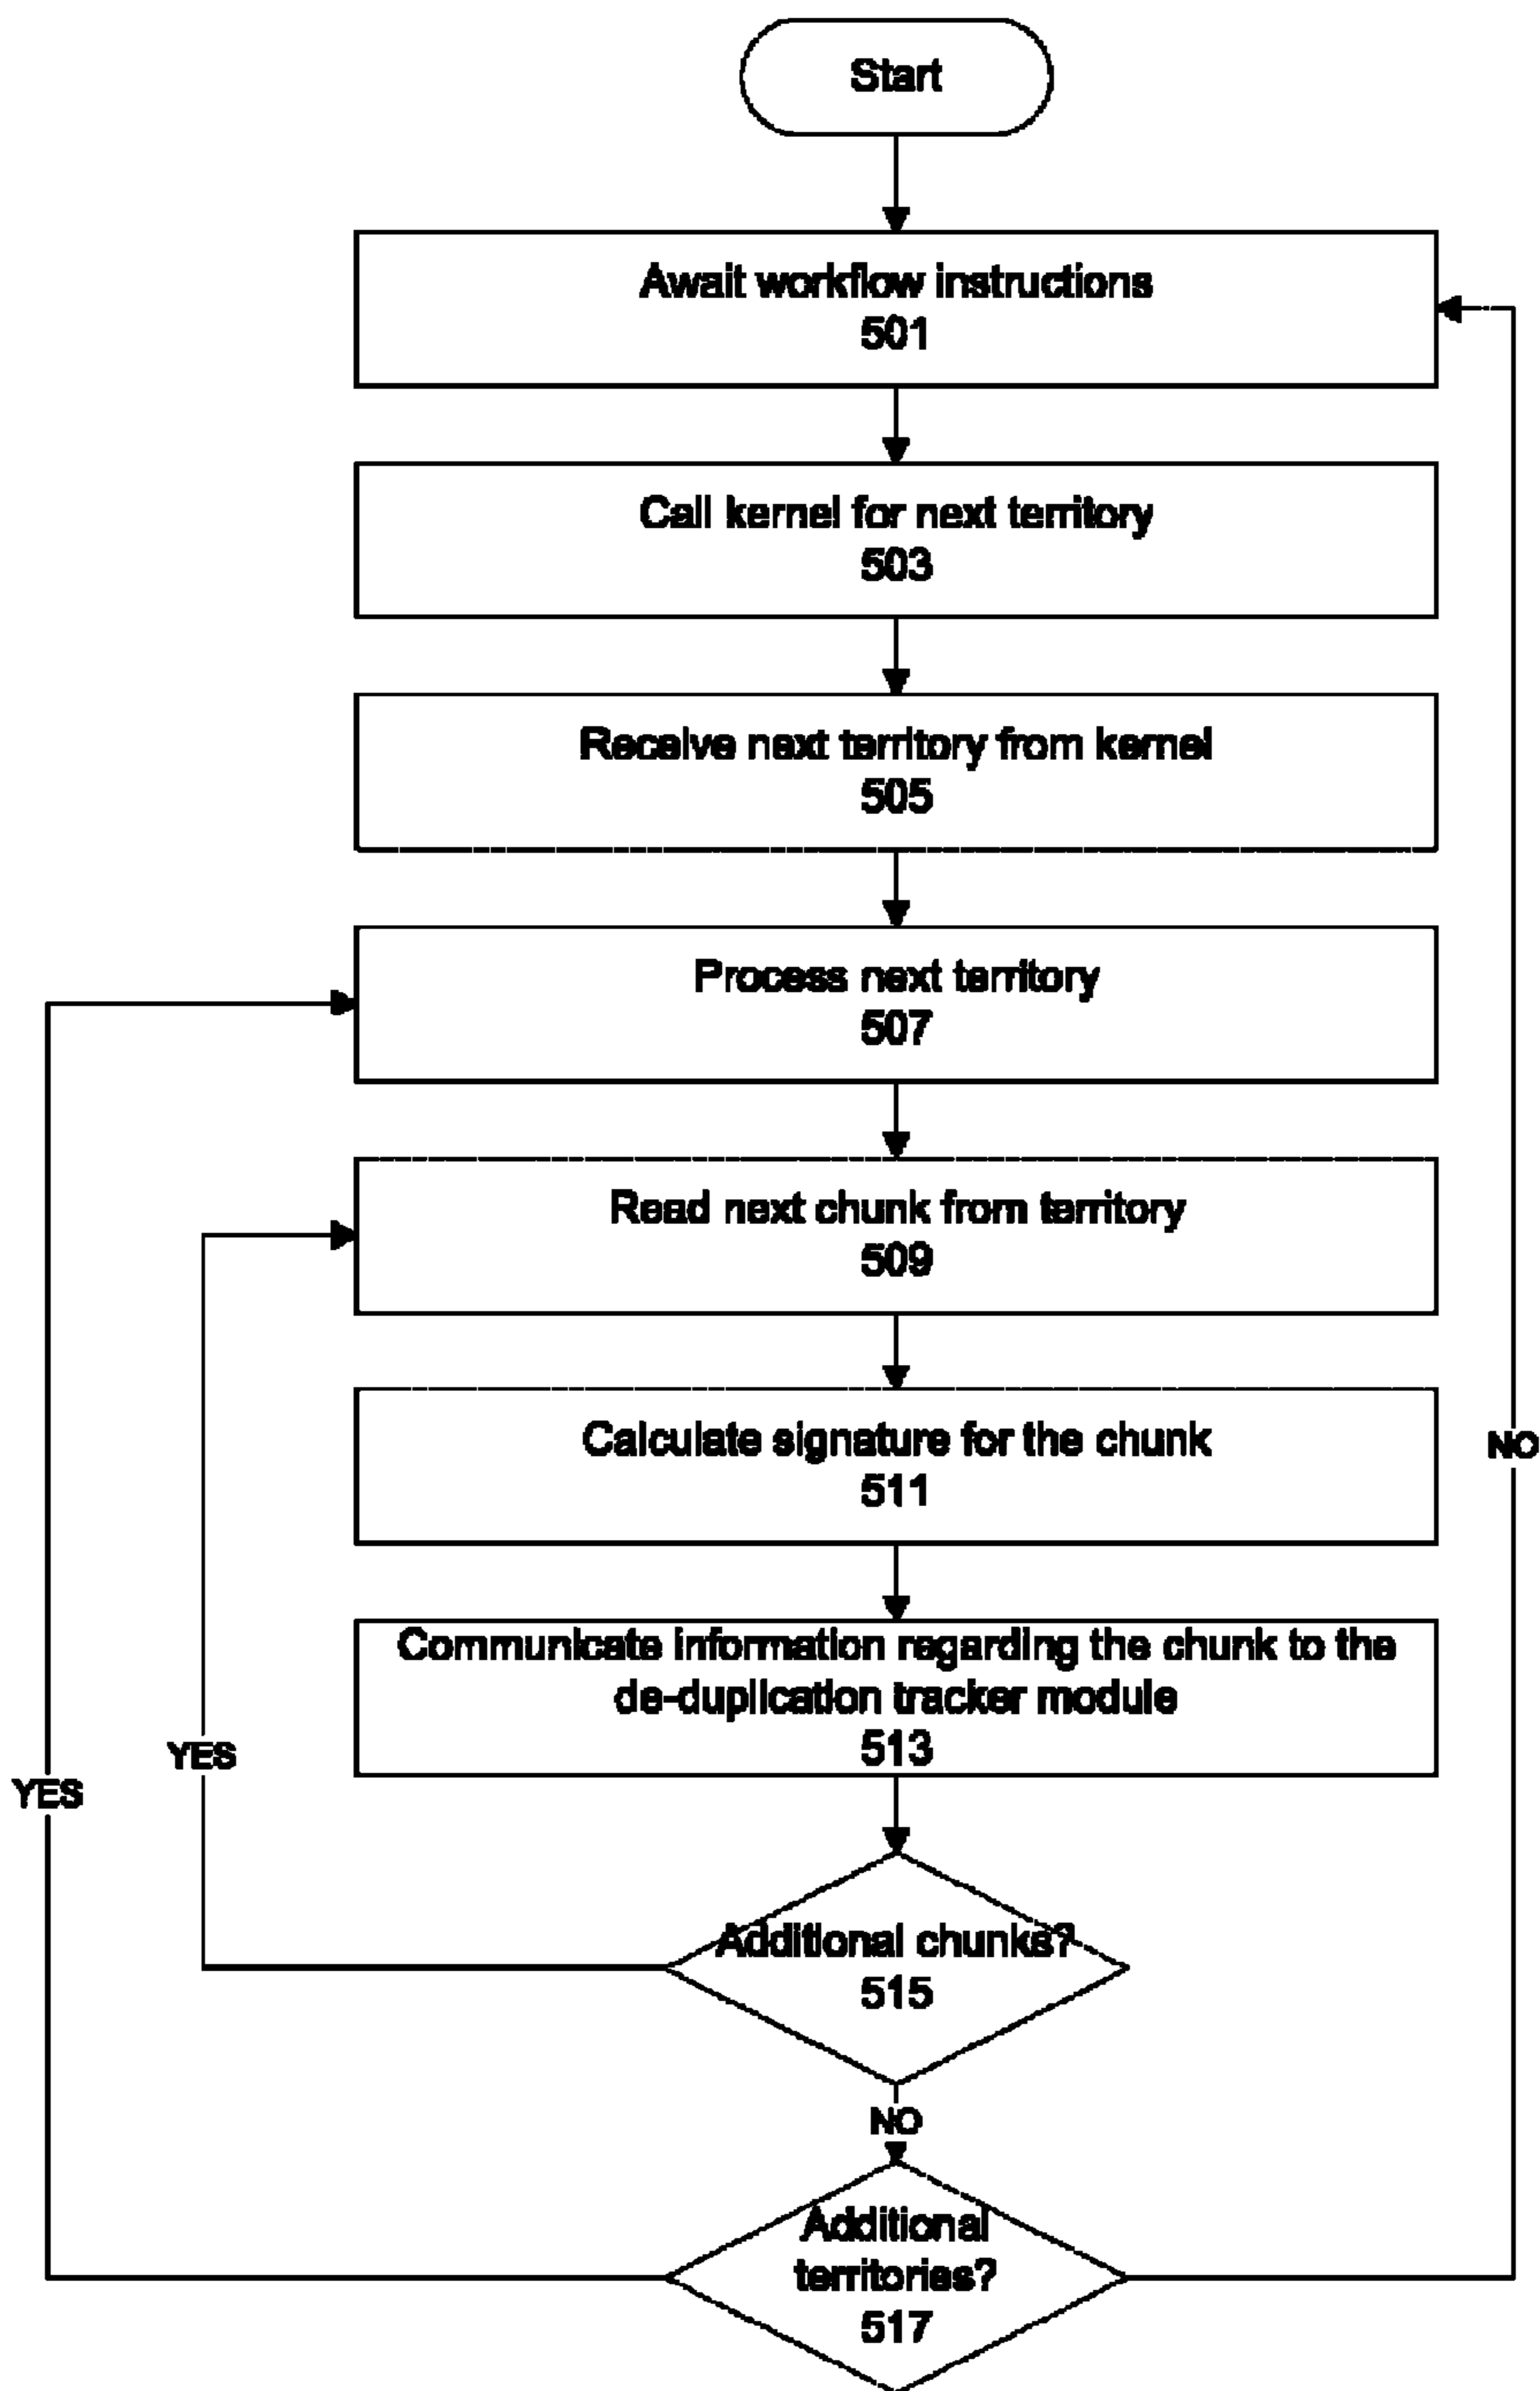 Start
Await workflow instructions
501
Call kernel for next territory
503
Receive next territory from kernel
505
Process next territory
507
Read next chunk from territory
509
Calculate signature for the chunk
511
NO
Communicate information regarding the chunk to the
de-duplication tracker module
513
YES
YES
Additional chunks?
515
NO
Additional
territories?
517